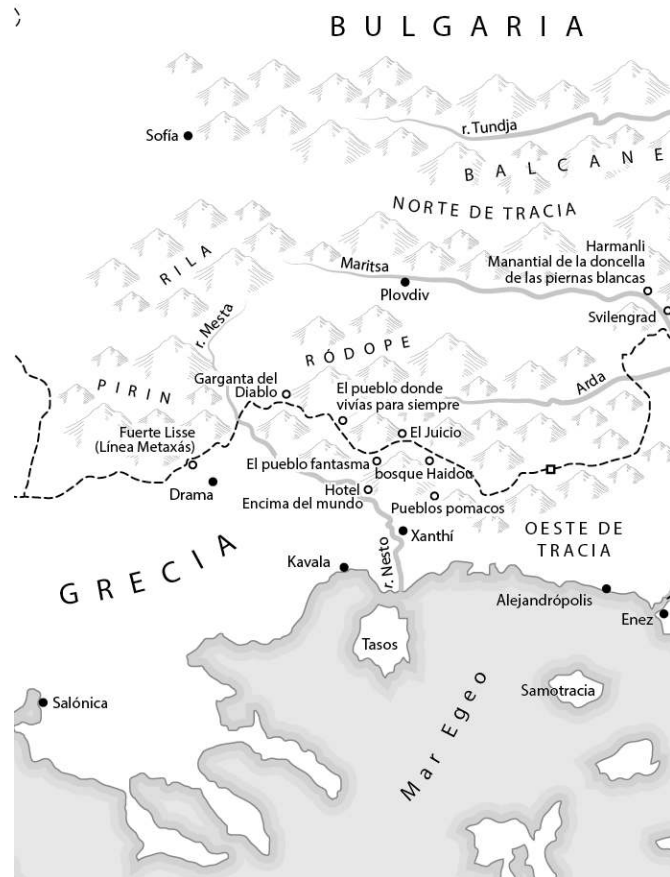 BULGARIA
r. Tundja
Sofía
BALCANE
NORTE DE TRACIA
Harmanli
Manantial de la doncella
de las piernas blancas
RILA
Maritsa
Plovdiv
Svilengrad
r. Mesta
RÓDOPE
Garganta del
Diablo
El pueblo donde
vivías para siempre
Arda
PIRIN
Fuerte Lisse
(Línea Metaxás)
El Juicio
El pueblo fantasma
bosque Haidou
Drama
Hotel
Encima del mundo
Pueblos pomacos
Xanthí
OESTE DE
TRACIA
GRECIA
r. Nesto
Kavala
Alejandrópolis
Enez
Tasos
Samotracia
Salónica
Mar Egeo